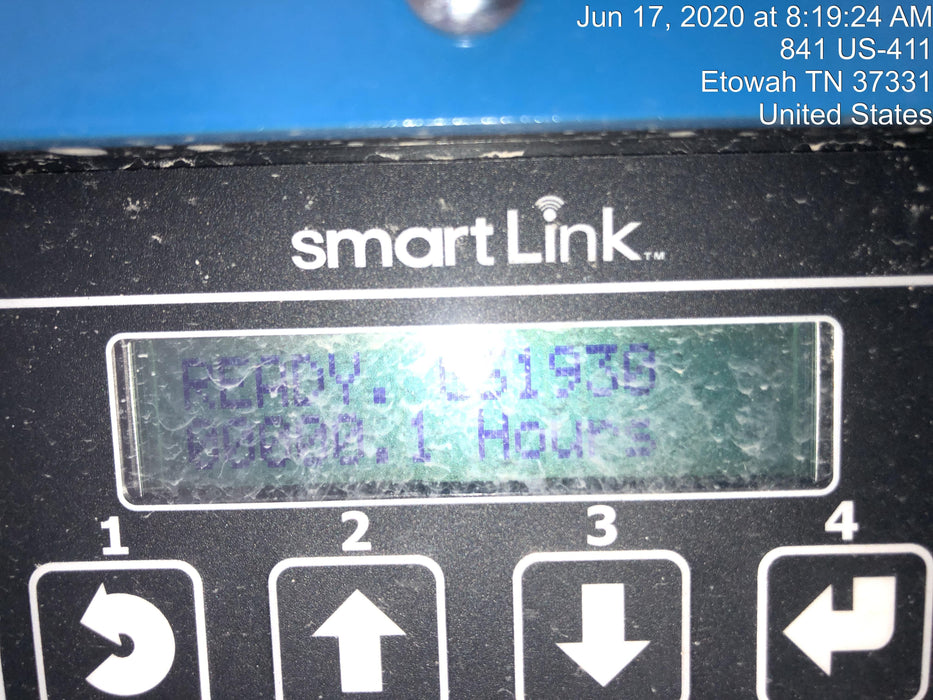 Jun 17, 2020 at 8:19:24 AM
841 US-411
Etowah TN 37331
United States
smartLink™
READY.
00000.1 Hours
1
2
3
4